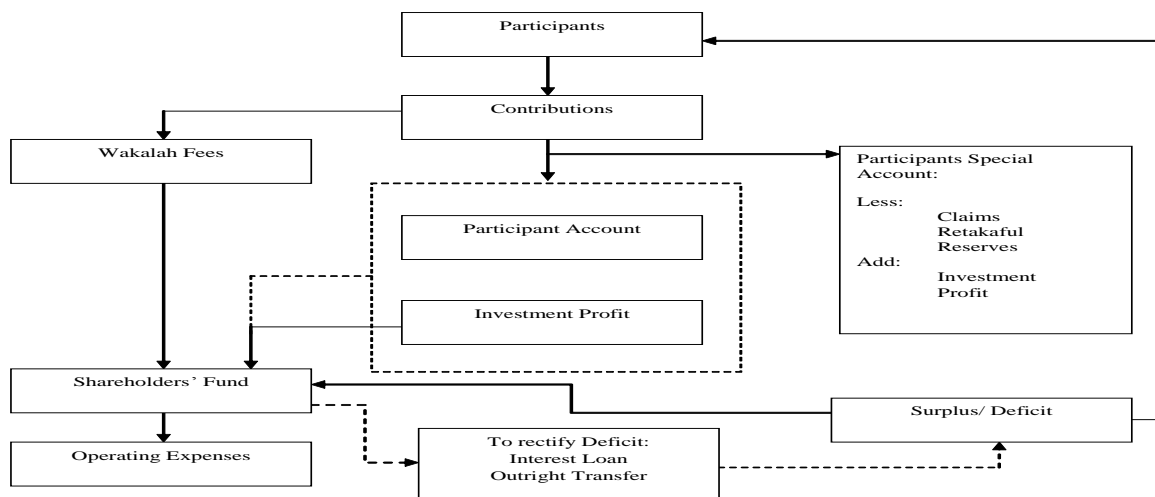 Participants
Contributions
Wakalah Fees
Participants Special
Account:
Less:
Claims
Retakaful
Reserves
Add:
Investment
Profit
Participant Account
Investment Profit
Shareholders’ Fund
Surplus/ Deficit
Operating Expenses
To rectify Deficit:
Interest Loan
Outright Transfer